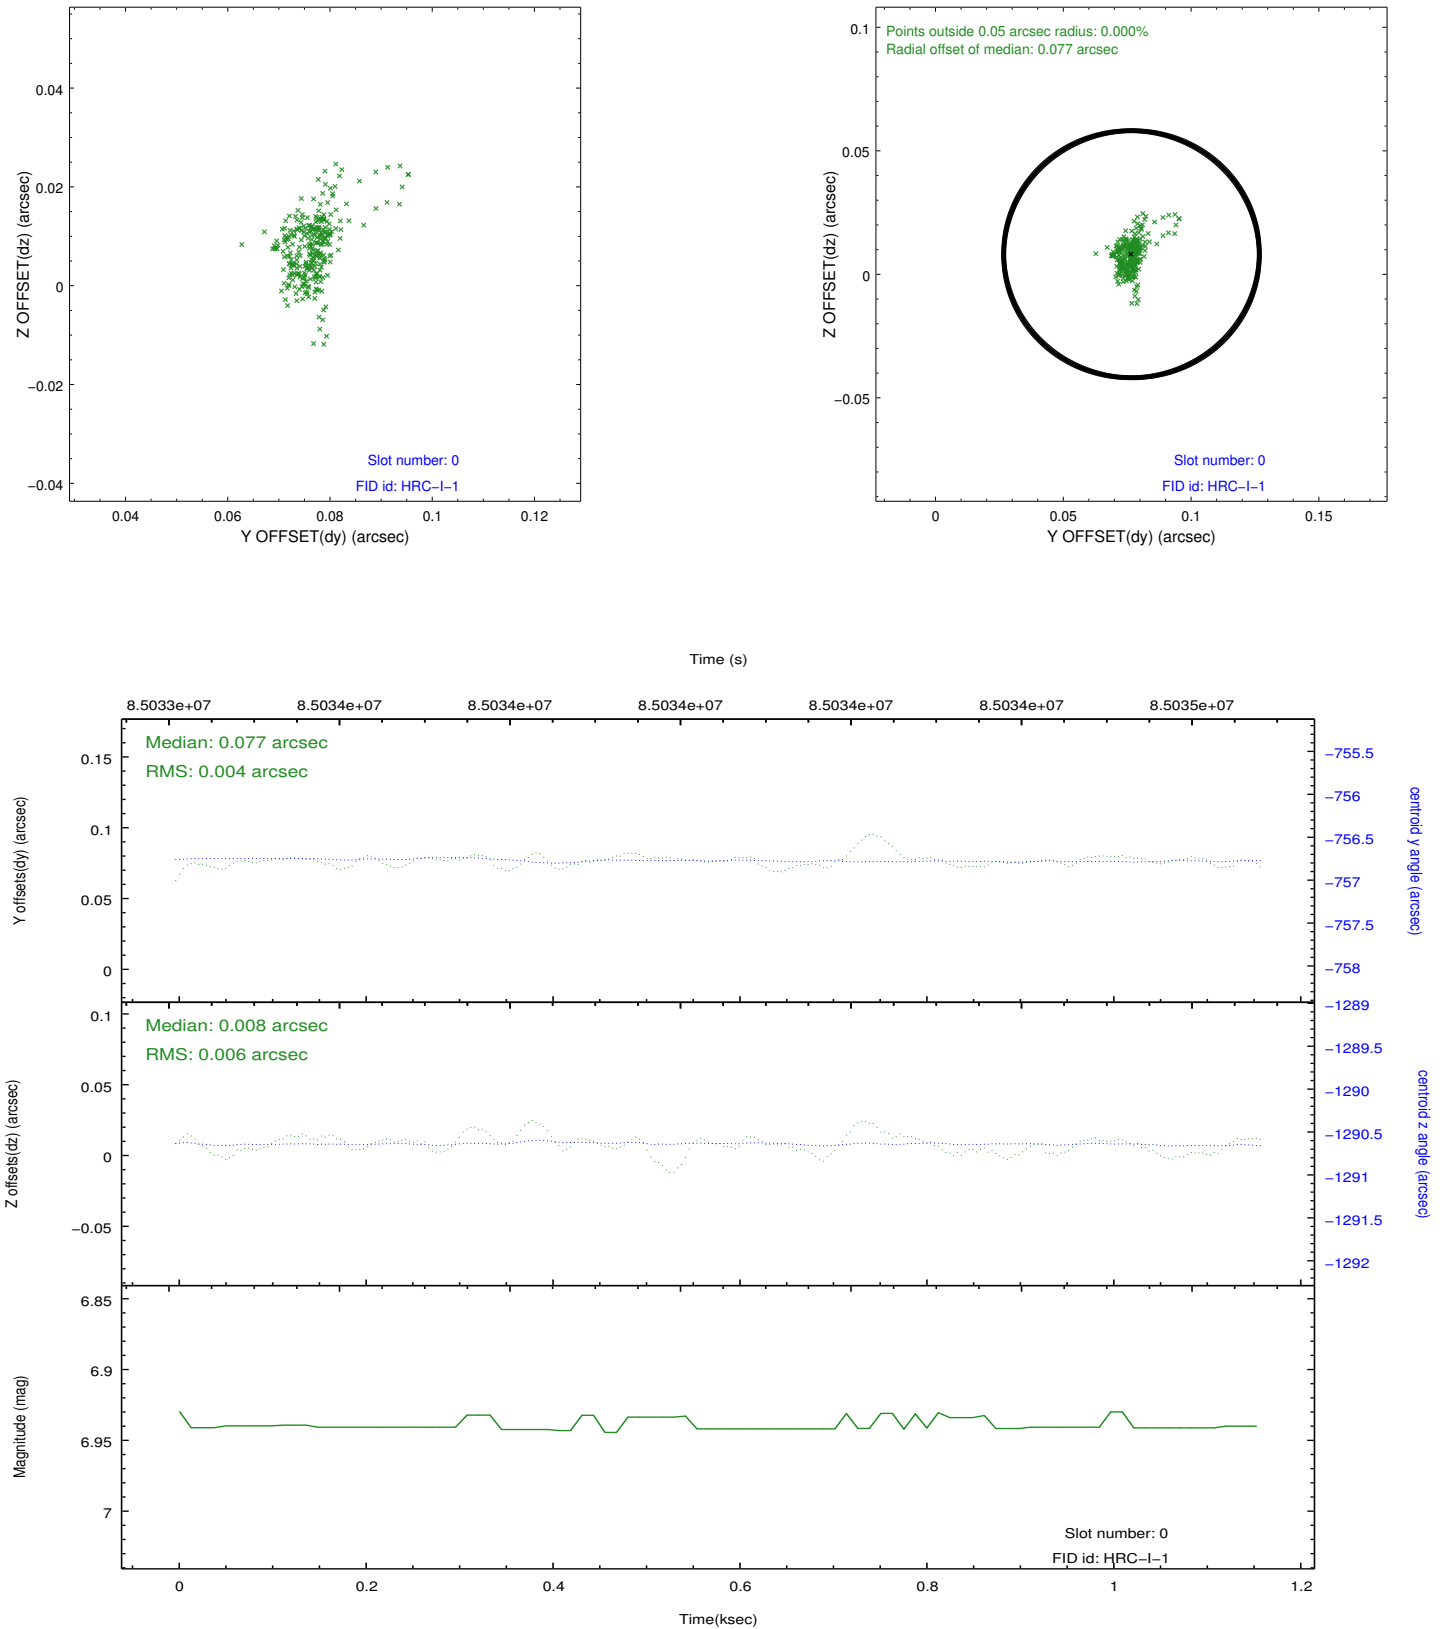 0.04
0.02
0
−0.02
−0.04
0.04
0.06
0.08
0.1
0.12
Z OFFSET(dz) (arcsec)
Y OFFSET(dy) (arcsec)
Slot number: 0
FID id: HRC−I−1
Points outside 0.05 arcsec radius: 0.000%
Radial offset of median: 0.077 arcsec
0.1
0.05
0
−0.05
0
0.05
0.1
0.15
Z OFFSET(dz) (arcsec)
Y OFFSET(dy) (arcsec)
Slot number: 0
FID id: HRC−I−1
Time (s)
8.5033e+07
8.5034e+07
8.5034e+07
8.5034e+07
8.5034e+07
8.5034e+07
8.5035e+07
Median: 0.077 arcsec
RMS: 0.004 arcsec
0.15
0.1
0.05
0
Y offsets(dy) (arcsec)
−755.5
−756
−756.5
−757
−757.5
−758
centroid y angle (arcsec)
Median: 0.008 arcsec
RMS: 0.006 arcsec
0.1
0.05
0
−0.05
Z offsets(dz) (arcsec)
−1289
−1289.5
−1290
−1290.5
−1291
−1291.5
−1292
centroid z angle (arcsec)
6.85
6.9
6.95
7
Magnitude (mag)
Slot number: 0
FID id: HRC−I−1
0
0.2
0.4
0.6
0.8
1
1.2
Time(ksec)